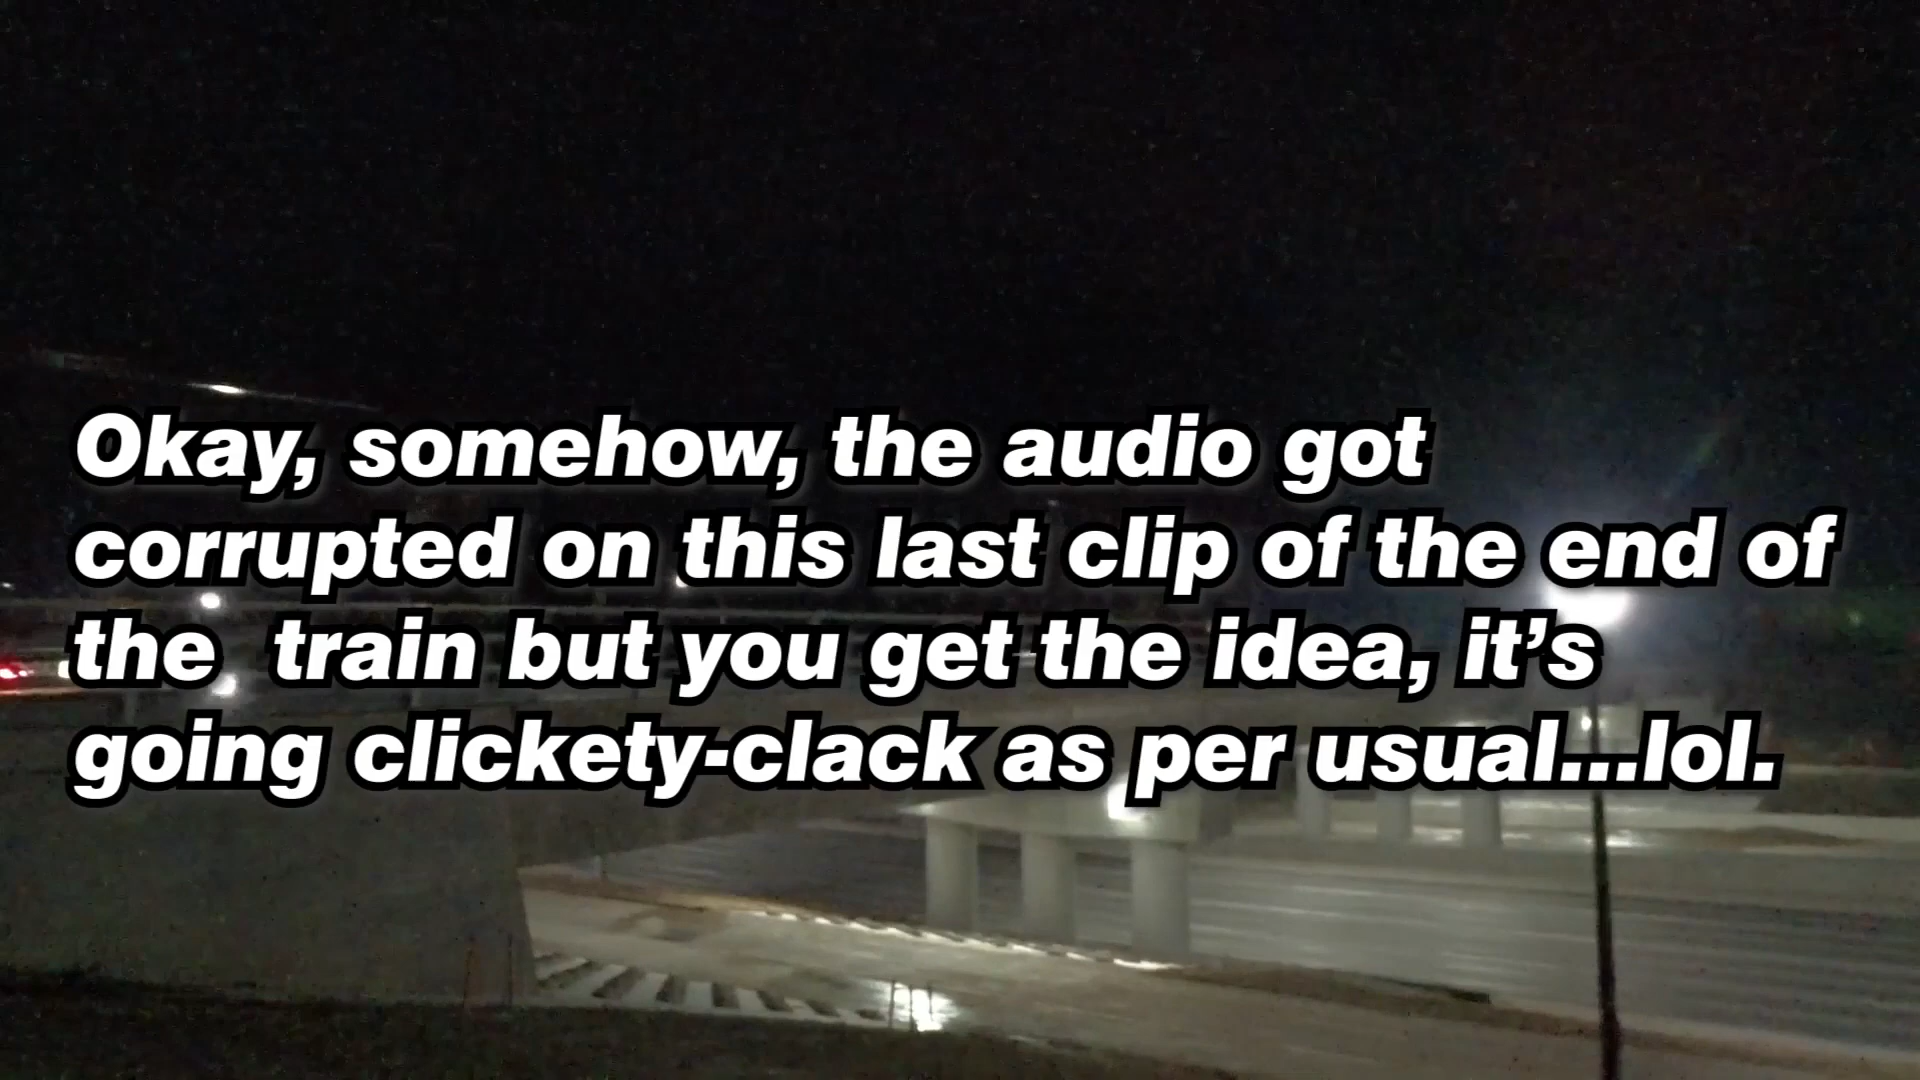 Okay, somehow, the audio got
corrupted on this last clip of the end of
the  train but you get the idea, it’s
going clickety-clack as per usual...lol.